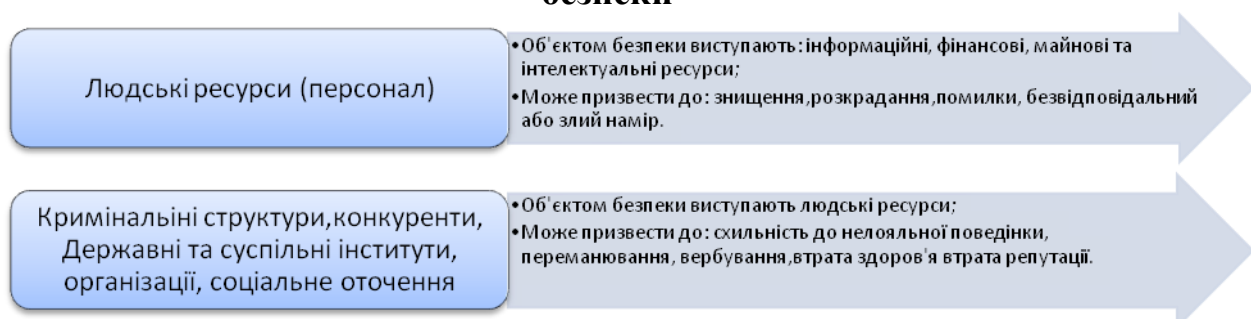 безпеки
Людські ресурси (персонал)
•Об'єктом безпеки виступають: інформаційні, фінансові, майнові та
інтелектуальні ресурси;
•Може призвести до: знищення,розкрадання,помилки, безвідповідальний
або злий намір.
Кримінальіні структури,конкуренти,
Державні та суспільні інститути,
організації, соціальне оточення
•Об'єктом безпеки виступають людські ресурси;
•Може призвести до: схильність до нелояльної поведінки,
переманювання, вербування,втрата здоров'я втрата репутації.